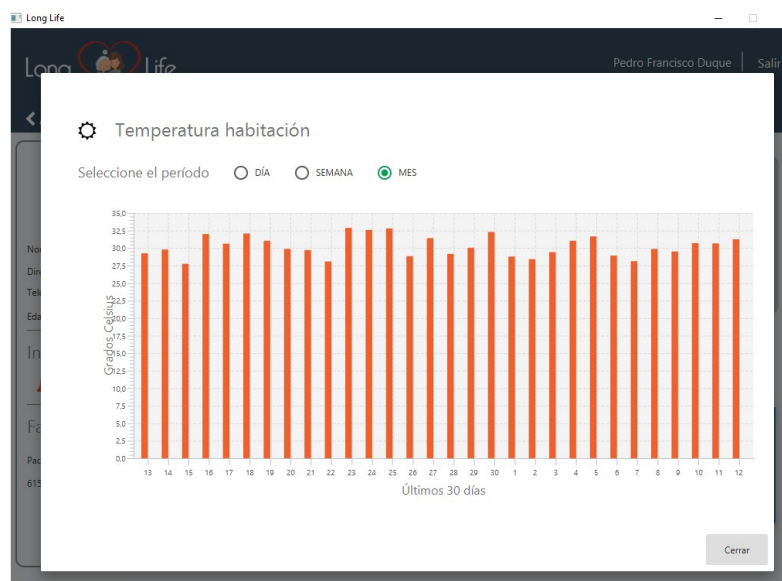 Long Life
Long Life
Pedro Francisco Duque Salir
Temperatura habitación
Seleccione el período DÍA SEMANA MES
Grados Celsius
35,0
32,5
30,0
27,5
25,0
22,5
20,0
17,5
15,0
12,5
10,0
7,5
5,0
2,5
0,0
13 14 15 16 17 18 19 20 21 22 23 24 25 26 27 28 29 30 1 2 3 4 5 6 7 8 9 10 11 12
Últimos 30 días
Cerrar